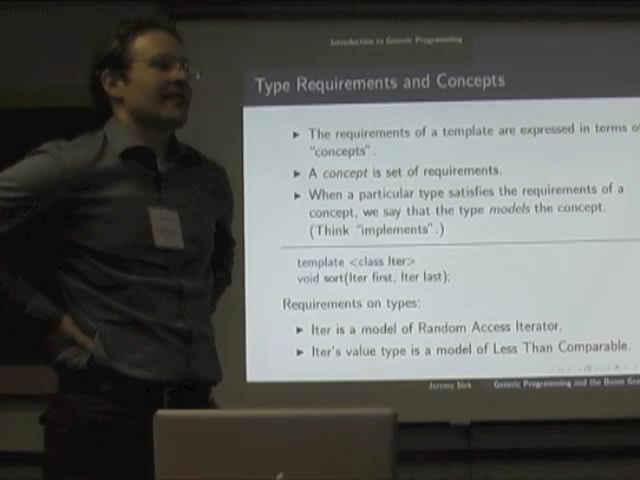 Introduction to Generic Programming
Type Requirements and Concepts
► The requirements of a template are expressed in terms of
"concepts".
► A concept is set of requirements.
► When a particular type satisfies the requirements of a
concept, we say that the type models the concept.
(Think "implements".)
template <class Iter>
void sort(Iter first, Iter last);
Requirements on types:
► Iter is a model of Random Access Iterator.
► Iter's value type is a model of Less Than Comparable.
Jeremy Siek Generic Programming and the Boost